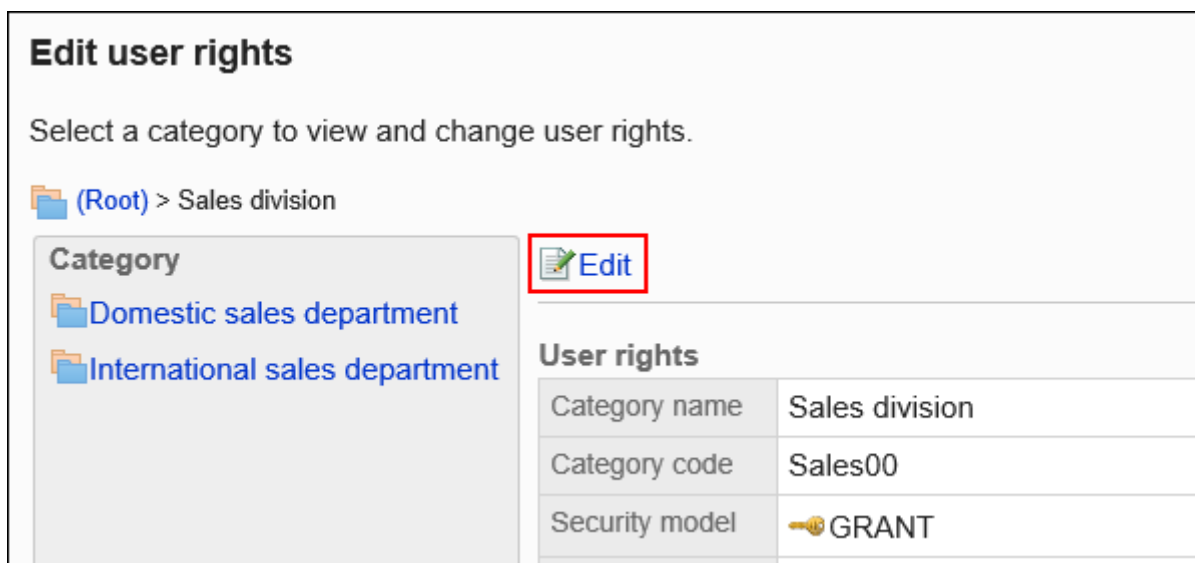 Edit user rights
Select a category to view and change user rights.
(Root) > Sales division
Category
Domestic sales department
International sales department
Edit
User rights
Category name Sales division
Category code Sales00
Security model GRANT